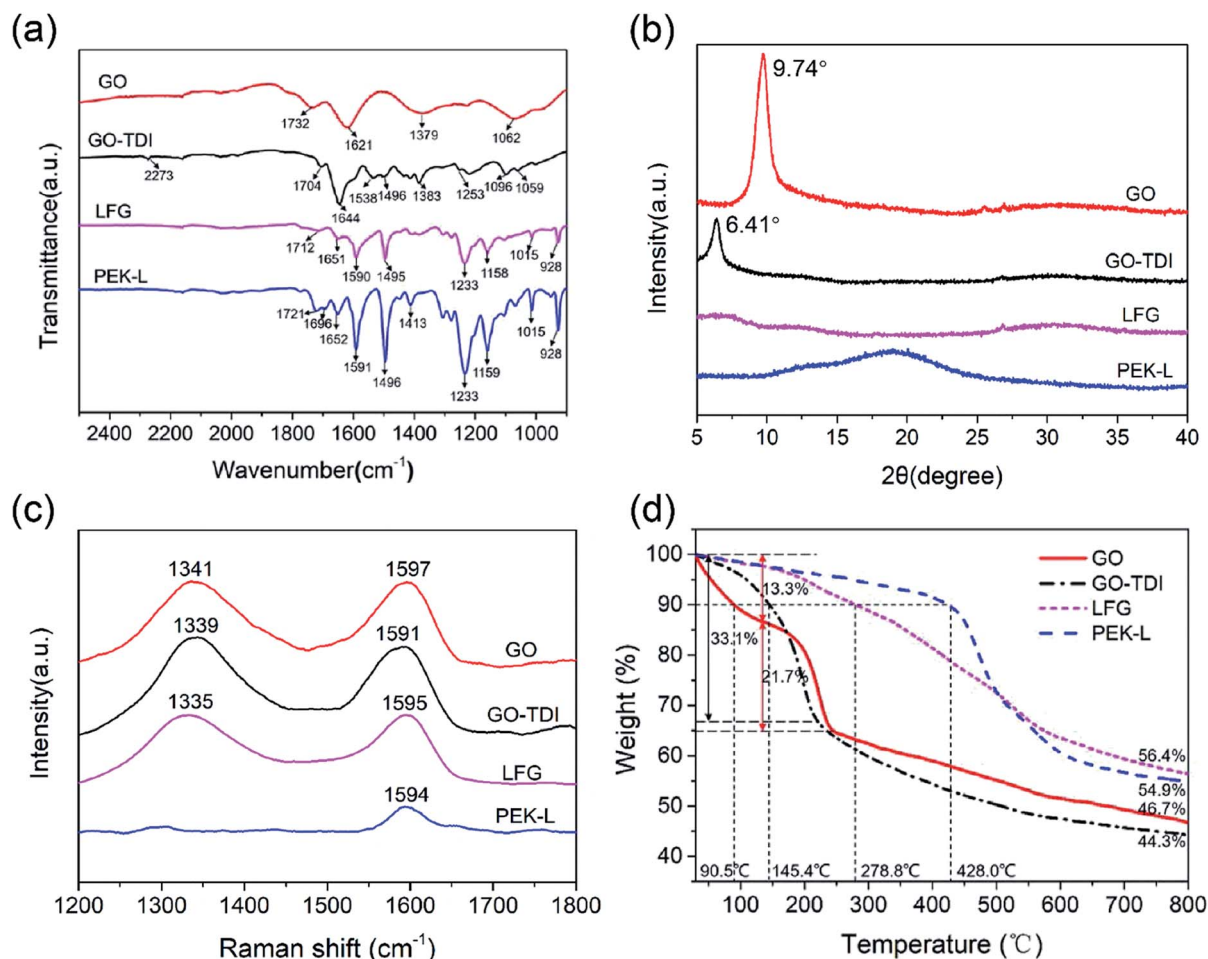 (a)
GO
1732
1621
1379
1062
GO-TDI
2273
1704
1644
1538
1496
1383
1253
1096
1059
LFG
1712
1651
1590
1495
1233
1158
1015
928
PEK-L
1721
1696
1652
1591
1496
1413
1233
1159
1015
928
Transmittance(a.u.)
2400 2200 2000 1800 1600 1400 1200 1000
Wavenumber(cm⁻¹)
(b)
9.74°
GO
6.41°
GO-TDI
LFG
PEK-L
Intensity(a.u.)
5 10 15 20 25 30 35 40
2θ(degree)
(c)
1341 1597
GO
1339 1591
GO-TDI
1335 1595
LFG
1594
PEK-L
Intensity(a.u.)
1200 1300 1400 1500 1600 1700 1800
Raman shift (cm⁻¹)
(d)
GO
GO-TDI
LFG
PEK-L
13.3%
33.1%
21.7%
56.4%
54.9%
46.7%
44.3%
90.5℃ 145.4℃ 278.8℃ 428.0℃
Weight (%)
100
90
80
70
60
50
40
100 200 300 400 500 600 700 800
Temperature (℃)